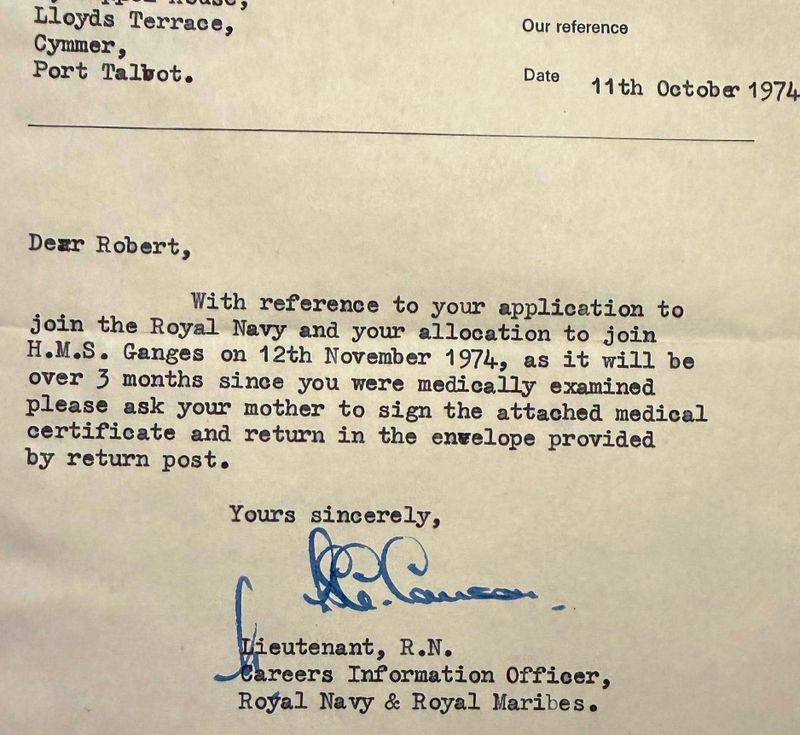 House,
Lloyds Terrace,
Cymmer,
Port Talbot.
Our reference
Date 11th October 1974
Dear Robert,
With reference to your application to
join the Royal Navy and your allocation to join
H.M.S. Ganges on 12th November 1974, as it will be
over 3 months since you were medically examined
please ask your mother to sign the attached medical
certificate and return in the envelope provided
by return post.
Yours sincerely,
Lieutenant, R.N.
Careers Information Officer,
Royal Navy & Royal Maribes.